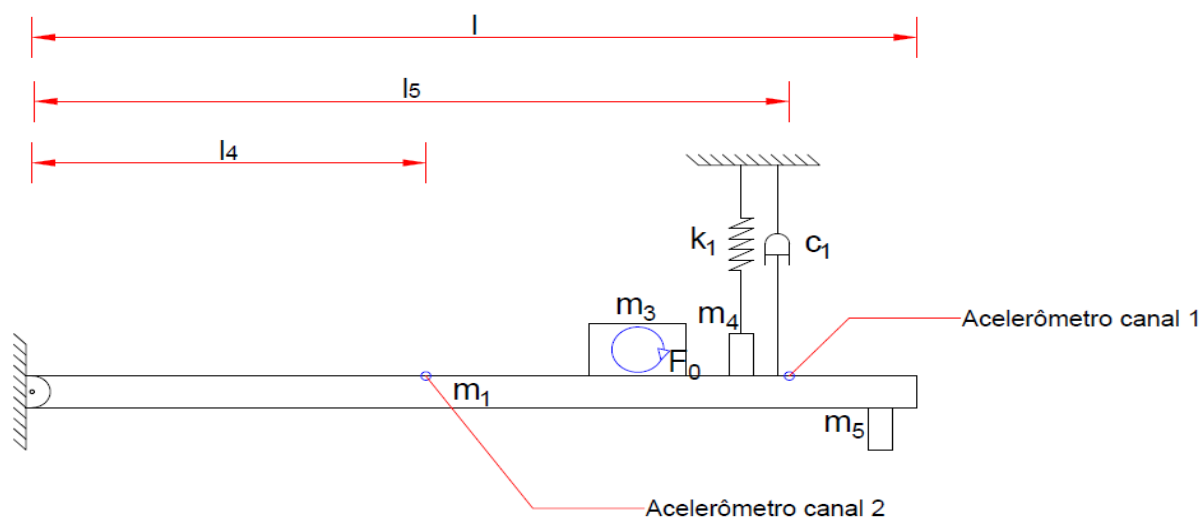 l
l₅
l₄
k₁
c₁
m₃
m₄
F₀
Acelerômetro canal 1
m₁
m₅
Acelerômetro canal 2